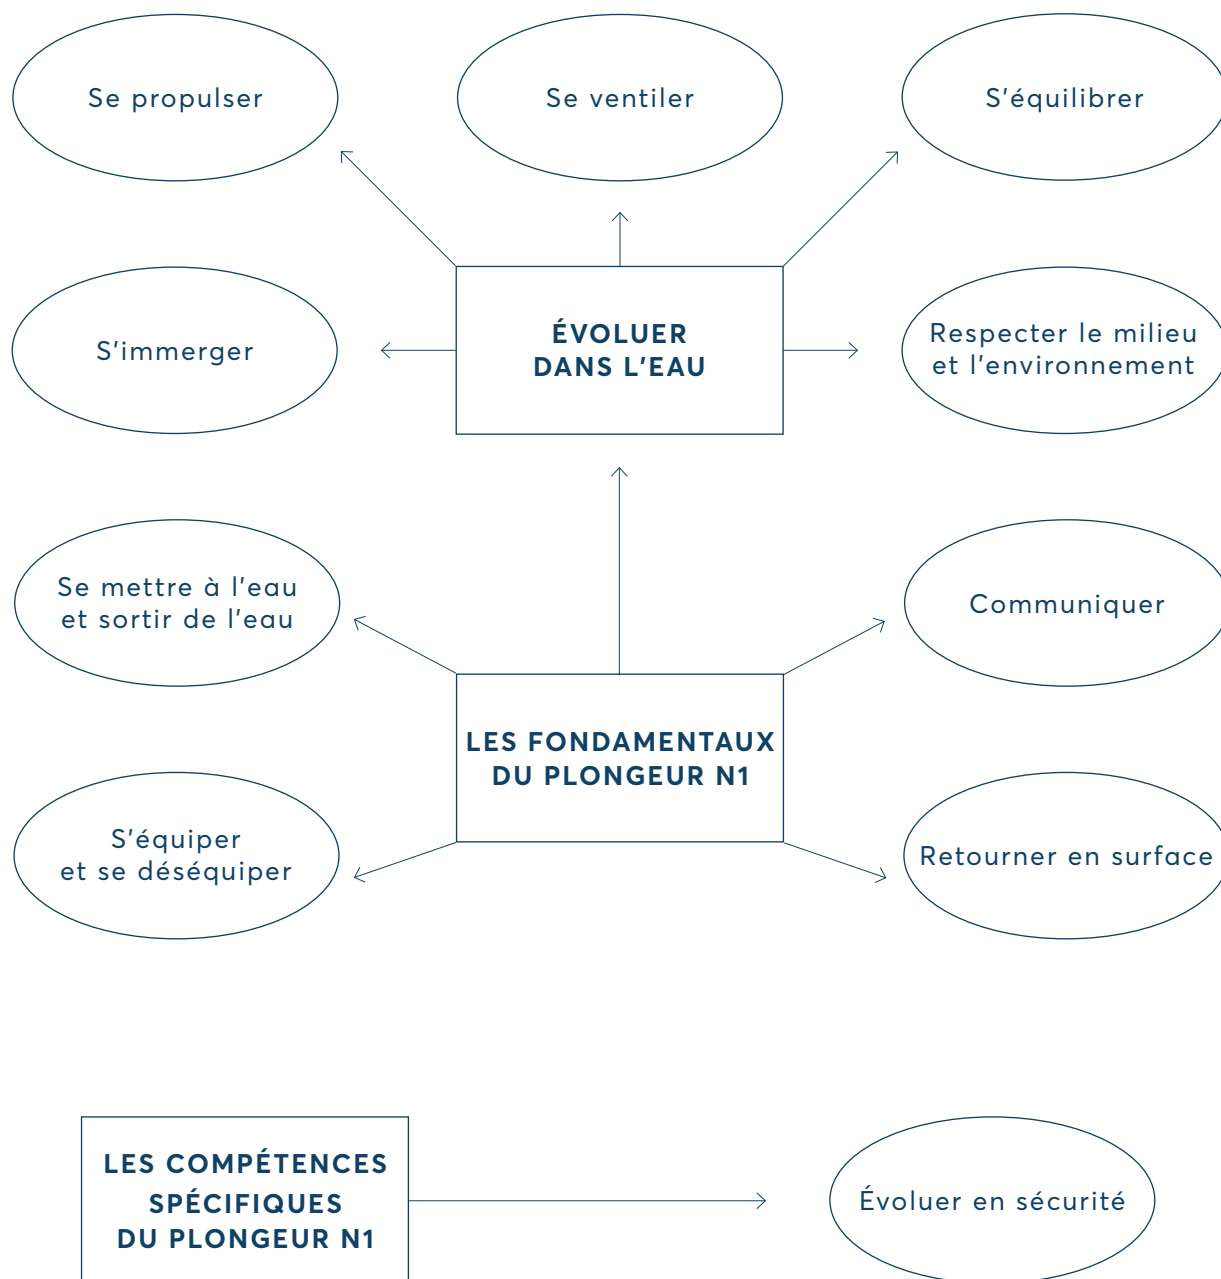 Se propulser
Se ventiler
S'équilibrer
S'immerger
ÉVOLUER
DANS L'EAU
Respecter le milieu
et l'environnement
Se mettre à l'eau
et sortir de l'eau
Communiquer
LES FONDAMENTAUX
DU PLONGEUR N1
S'équiper
et se déséquiper
Retourner en surface
LES COMPÉTENCES
SPÉCIFIQUES
DU PLONGEUR N1
Évoluer en sécurité